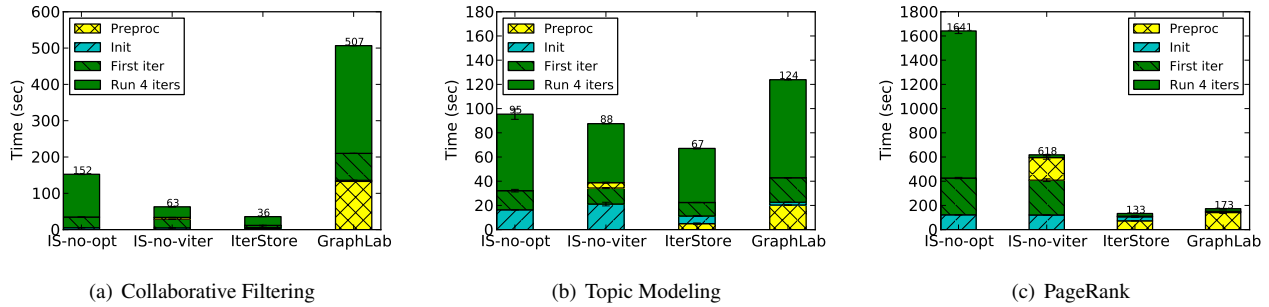 600
500
400
300
200
100
0
Time (sec)
Preproc
Init
First iter
Run 4 iters
152
63
36
507
IS-no-opt IS-no-viter IterStore GraphLab
(a) Collaborative Filtering
180
160
140
120
100
80
60
40
20
0
Time (sec)
Preproc
Init
First iter
Run 4 iters
95
88
67
124
IS-no-opt IS-no-viter IterStore GraphLab
(b) Topic Modeling
1800
1600
1400
1200
1000
800
600
400
200
0
Time (sec)
Preproc
Init
First iter
Run 4 iters
1641
618
133
173
IS-no-opt IS-no-viter IterStore GraphLab
(c) PageRank